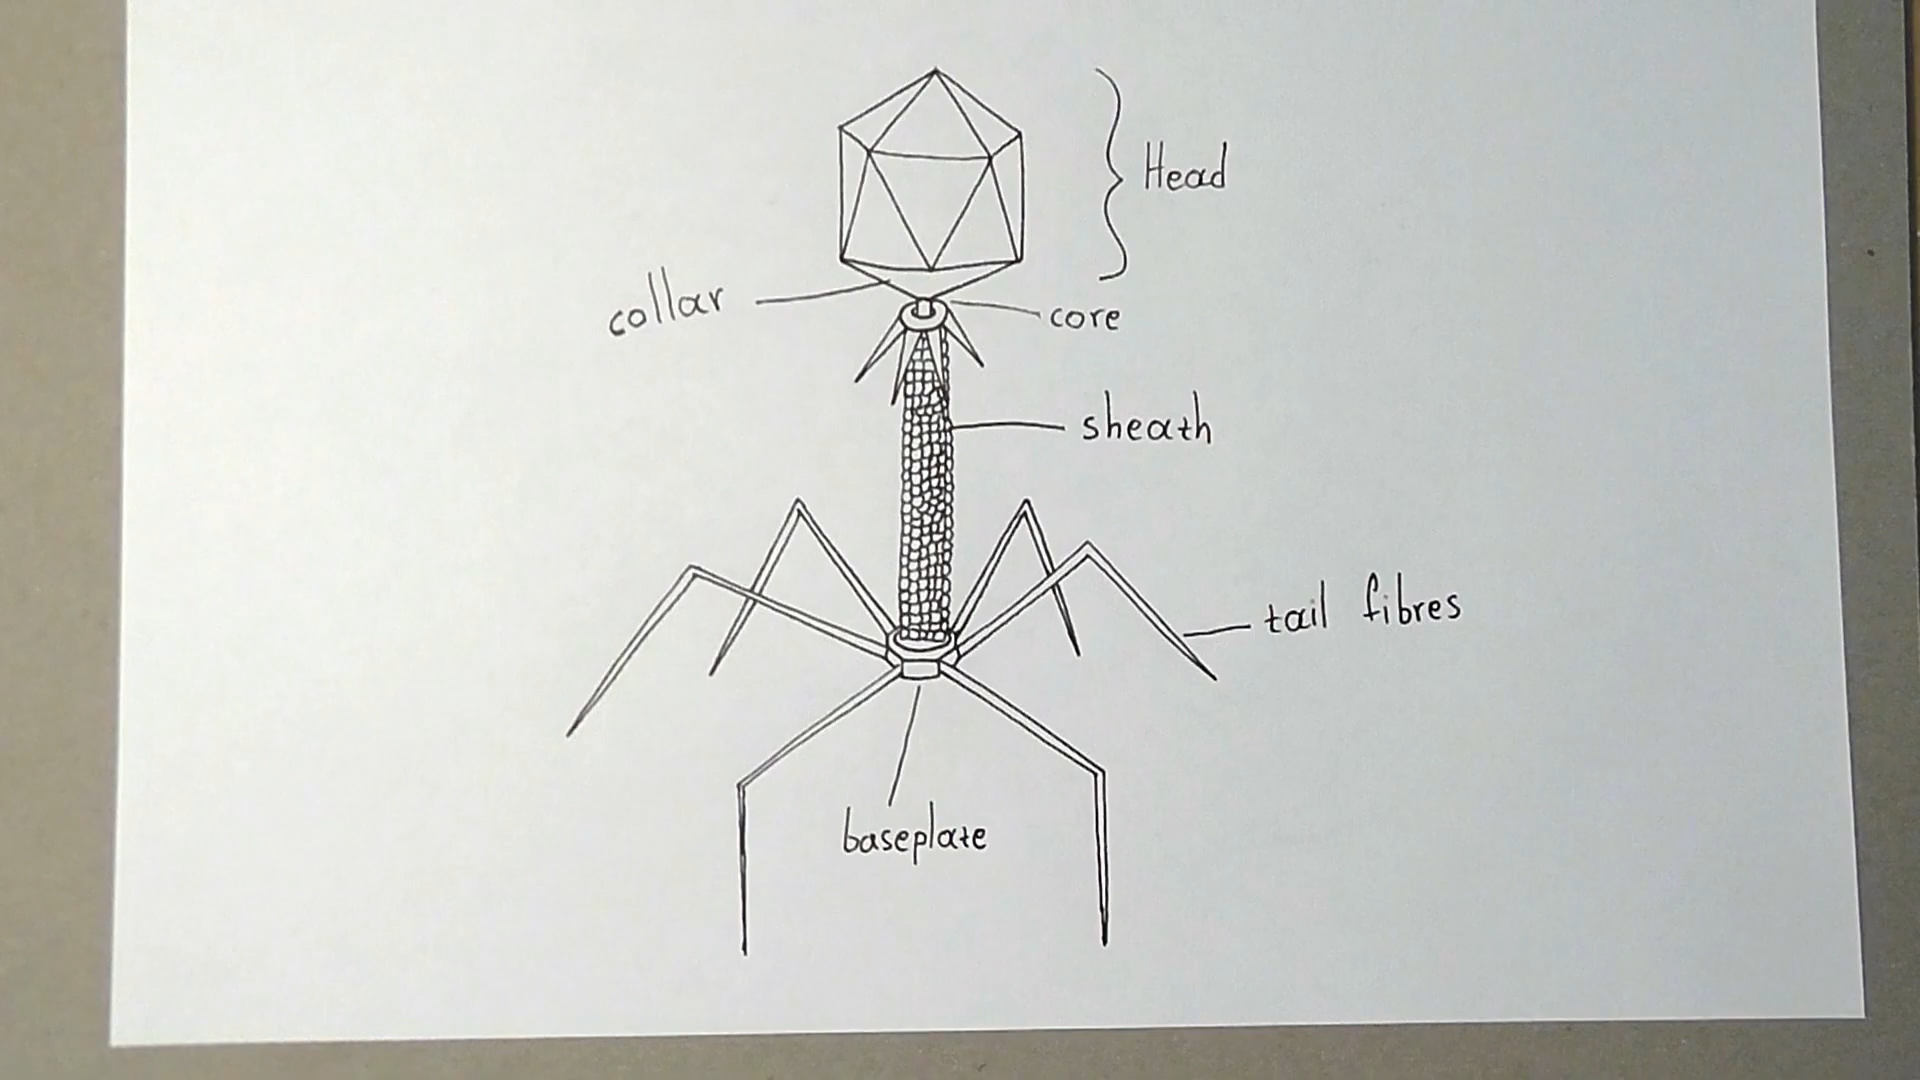 Head
collar
core
sheath
tail fibres
baseplate